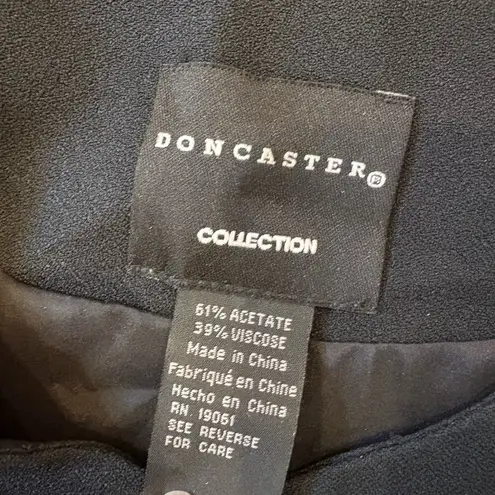 DONCASTER®
COLLECTION
61% ACETATE
39% VISCOSE
Made in China
Fabriqué en Chine
Hecho en China
RN. 19061
SEE REVERSE
FOR CARE